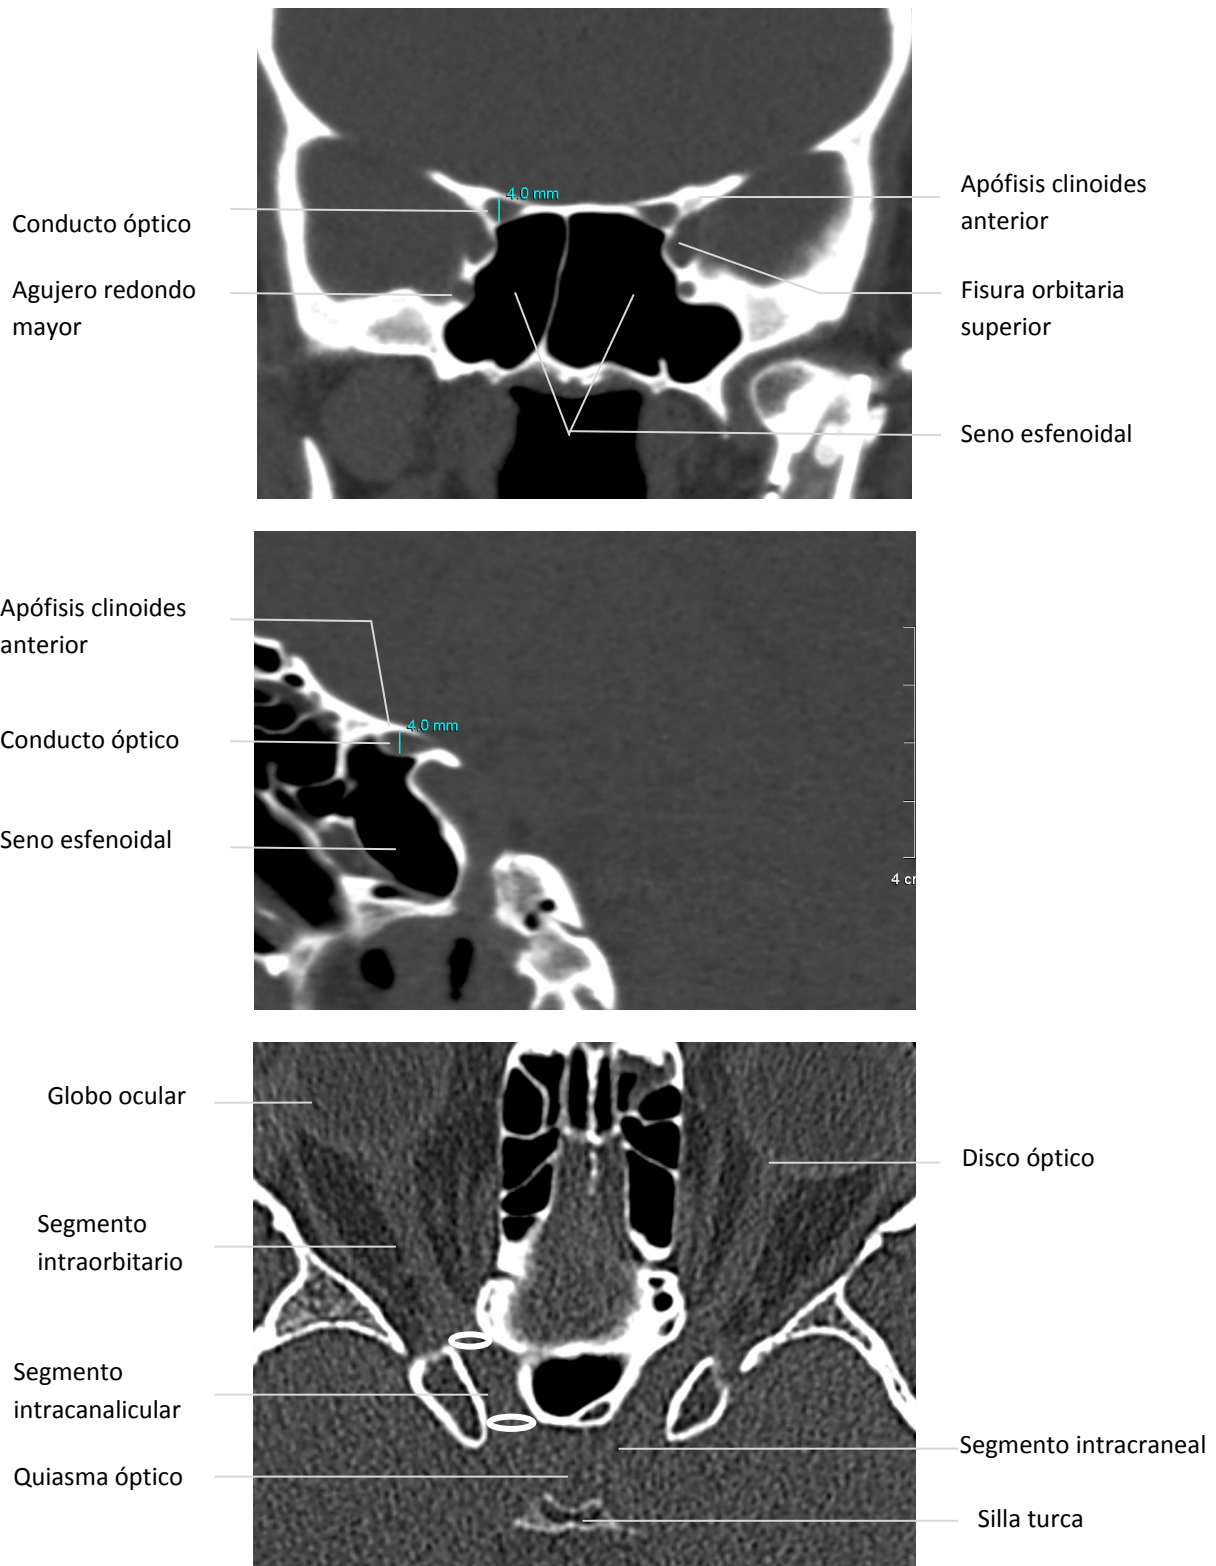 4.0 mm
Apófisis clinoides
anterior
Conducto óptico
Agujero redondo
mayor
Fisura orbitaria
superior
Seno esfenoidal
Apófisis clinoides
anterior
4.0 mm
Conducto óptico
Seno esfenoidal
4 cr
Globo ocular
Disco óptico
Segmento
intraorbitario
Segmento
intracanalicular
Segmento intracraneal
Quiasma óptico
Silla turca